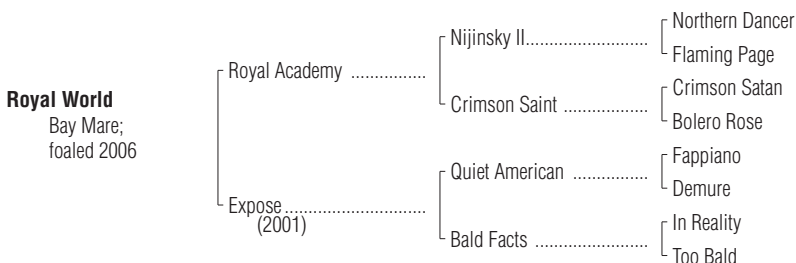 Royal World
Bay Mare;
foaled 2006
Royal Academy ..................
Expose..............................
(2001)
Nijinsky II..........................
Crimson Saint ..................
Quiet American ................
Bald Facts ........................
Northern Dancer
Flaming Page
Crimson Satan
Bolero Rose
Fappiano
Demure
In Reality
Too Bald